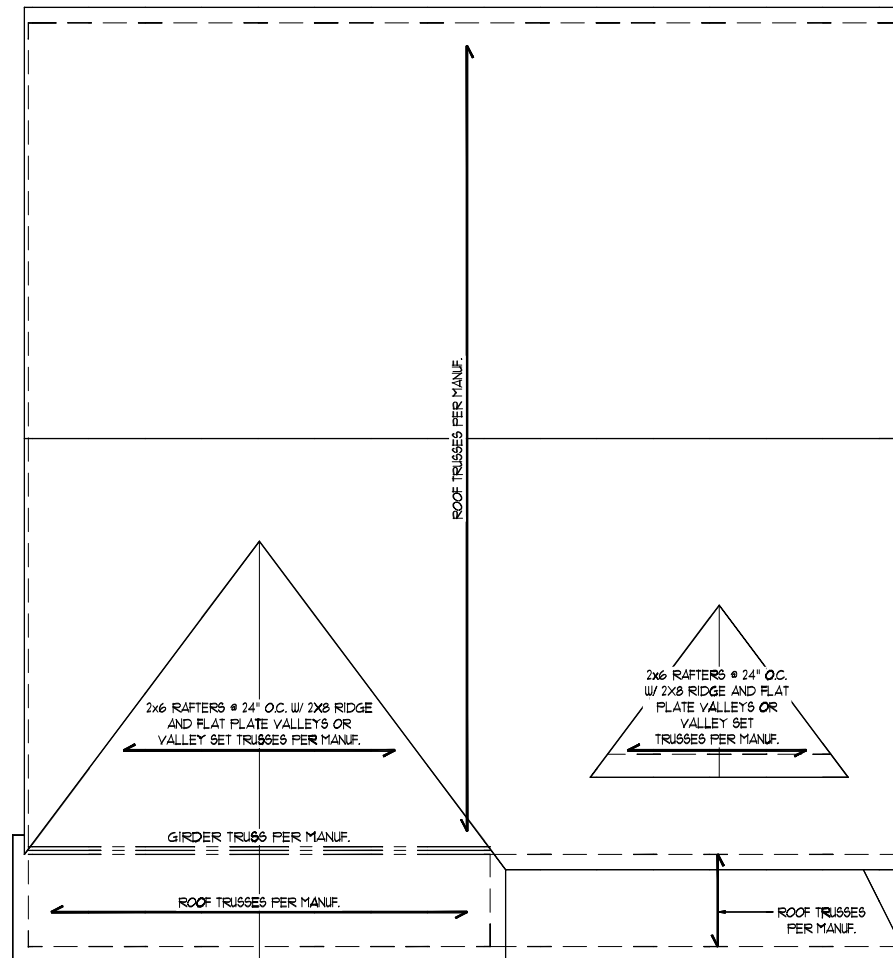 ROOF TRUSSES PER MANUF.
2x6 RAFTERS @ 24" O.C. W/ 2X8 RIDGE
AND FLAT PLATE VALLEYS OR
VALLEY SET TRUSSES PER MANUF.
2x6 RAFTERS @ 24" O.C.
W/ 2X8 RIDGE AND FLAT
PLATE VALLEYS OR
VALLEY SET
TRUSSES PER MANUF.
GIRDER TRUSS PER MANUF.
ROOF TRUSSES PER MANUF.
ROOF TRUSSES
PER MANUF.